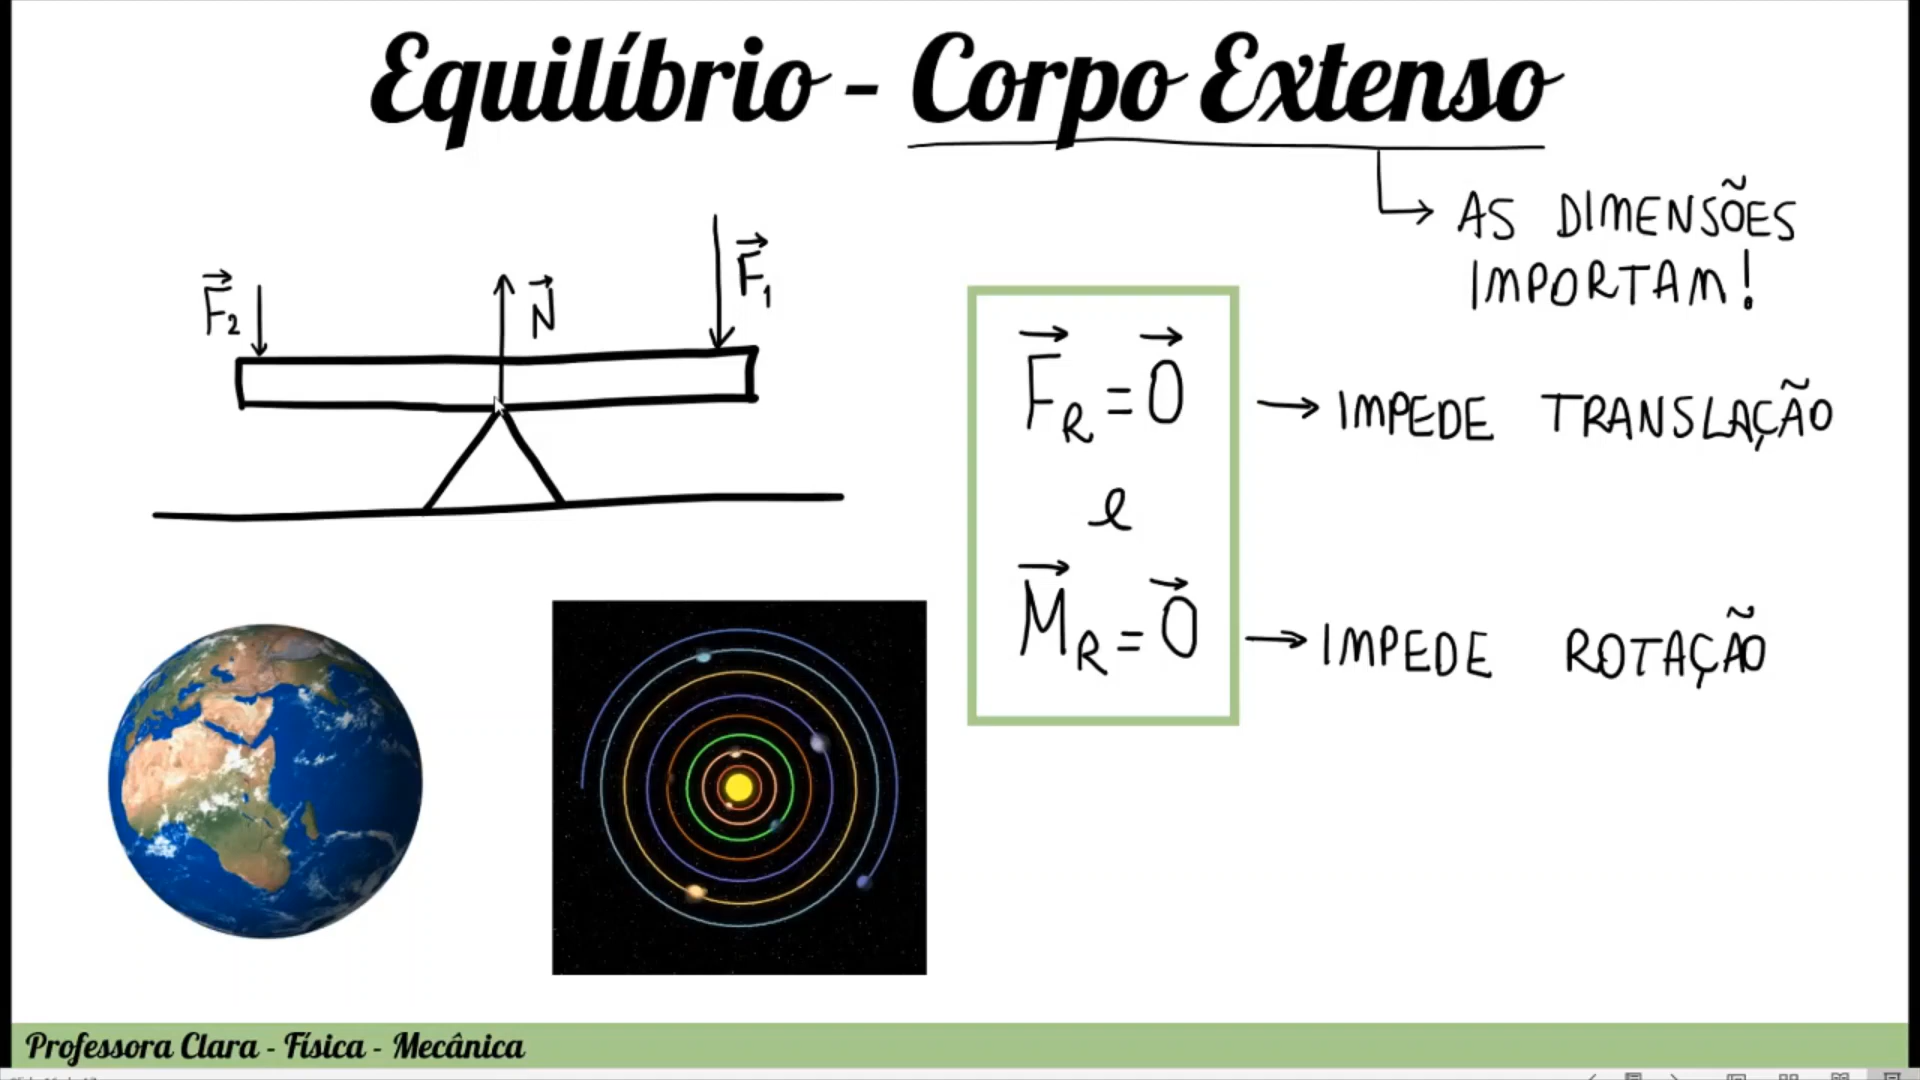 Equilíbrio - Corpo Extenso
AS DIMENSÕES
IMPORTAM!
F₂
N
F₁
F_R = 0
IMPEDE TRANSLAÇÃO
e
M_R = 0
IMPEDE ROTAÇÃO
Professora Clara - Física - Mecânica